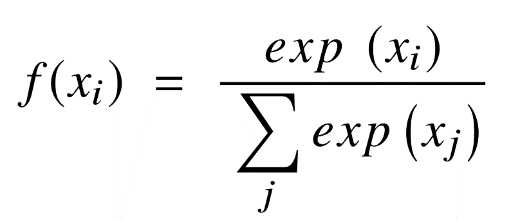 f(xᵢ) = exp (xᵢ) / ∑ⱼ exp (xⱼ)